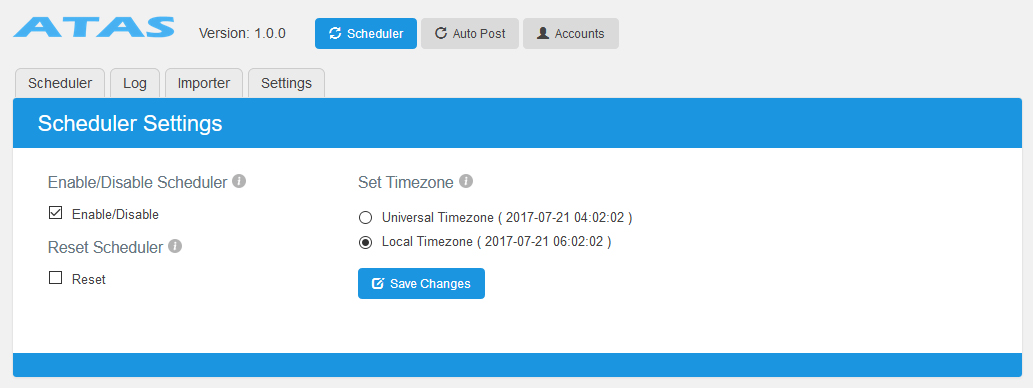 ATAS Version: 1.0.0 Scheduler Auto Post Accounts
Scheduler Log Importer Settings
Scheduler Settings
Enable/Disable Scheduler
Enable/Disable
Reset Scheduler
Reset
Set Timezone
Universal Timezone ( 2017-07-21 04:02:02 )
Local Timezone ( 2017-07-21 06:02:02 )
Save Changes